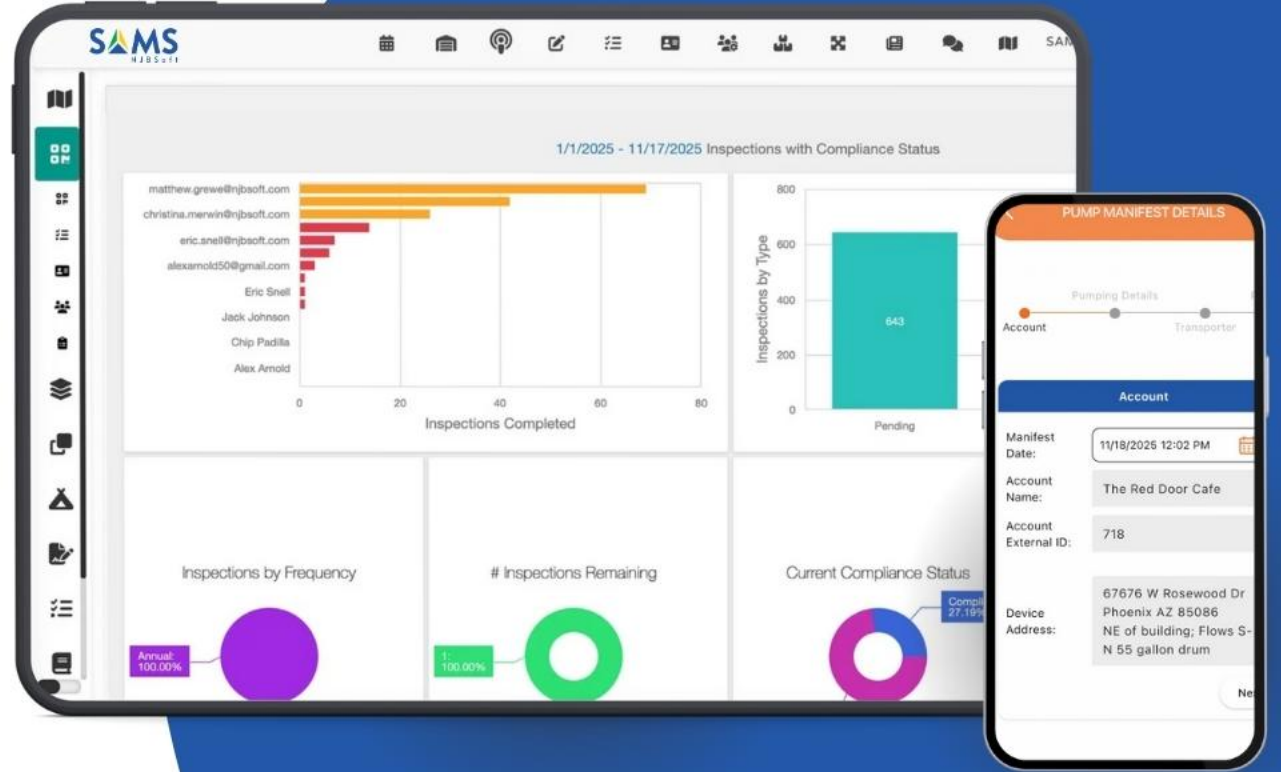 SAMS
NJBSoft
SAM
1/1/2025 - 11/17/2025 Inspections with Compliance Status
matthew.grewe@njbsoft.com
christina.merwin@njbsoft.com
eric.snell@njbsoft.com
alexarnold50@gmail.com
Eric Snell
Jack Johnson
Chip Padilla
Alex Arnold
0 20 40 60 80
Inspections Completed
Inspections by Type
800
600
400
200
0
643
Pending
Inspections by Frequency
Annual:
100.00%
# Inspections Remaining
1:
100.00%
Current Compliance Status
Compli
27.19%
PUMP MANIFEST DETAILS
Pumping Details
Account
Transporter
Account
Manifest
Date:
11/18/2025 12:02 PM
Account
Name:
The Red Door Cafe
Account
External ID:
718
Device
Address:
67676 W Rosewood Dr
Phoenix AZ 85086
NE of building; Flows S-
N 55 gallon drum
Ne